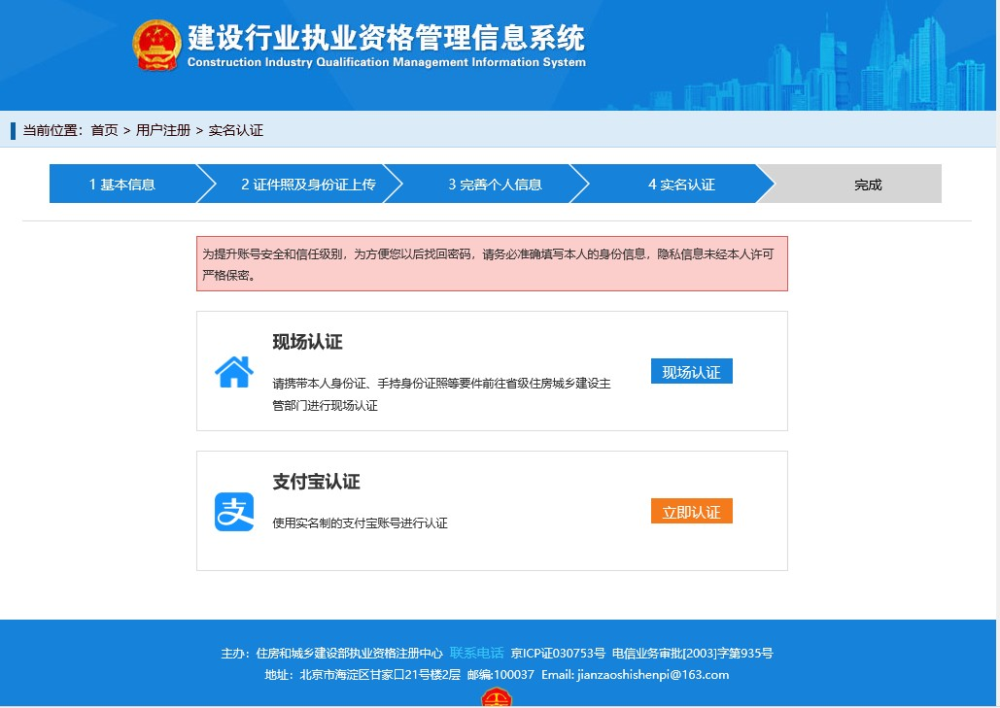 建设行业执业资格管理信息系统
Construction Industry Qualification Management Information System
当前位置：首页 > 用户注册 > 实名认证
1 基本信息
2 证件照及身份证上传
3 完善个人信息
4 实名认证
完成
为提升账号安全和信任级别，为方便您以后找回密码，请务必准确填写本人的身份信息，隐私信息未经本人许可
严格保密。
现场认证
请携带本人身份证、手持身份证照等要件前往省级住房城乡建设主
管部门进行现场认证
现场认证
支付宝认证
支
使用实名制的支付宝账号进行认证
立即认证
主办：住房和城乡建设部执业资格注册中心 联系电话 京ICP证030753号 电信业务审批[2003]字第935号
地址：北京市海淀区甘家口21号楼2层 邮编:100037 Email: jianzaoshishenpi@163.com